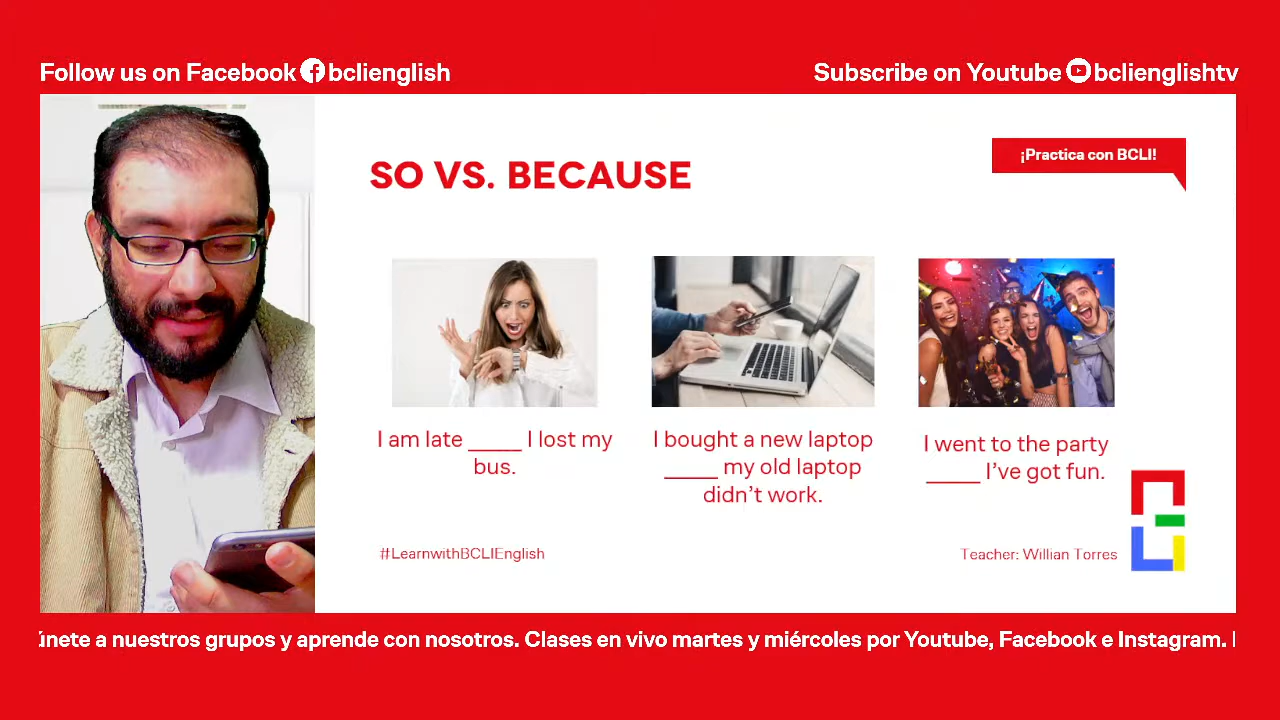 Follow us on Facebook bclienglish
Subscribe on Youtube bclienglishtv
¡Practica con BCLI!
SO VS. BECAUSE
I am late _____ I lost my
bus.
I bought a new laptop
_____ my old laptop
didn't work.
I went to the party
_____ I've got fun.
#LearnwithBCLIEnglish
Teacher: Willian Torres
únete a nuestros grupos y aprende con nosotros. Clases en vivo martes y miércoles por Youtube, Facebook e Instagram.